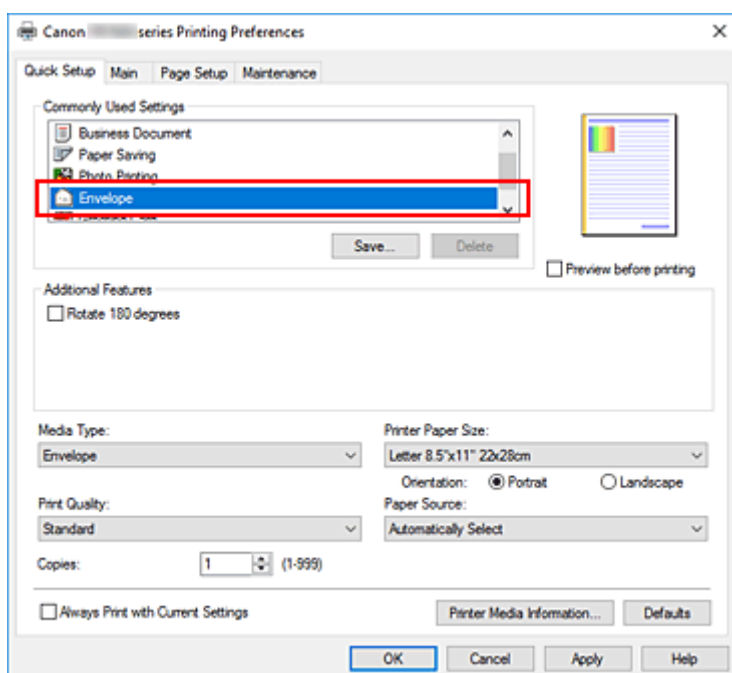 Canon series Printing Preferences
Quick Setup Main Page Setup Maintenance
Commonly Used Settings
Business Document
Paper Saving
Photo Printing
Envelope
Save... Delete
Preview before printing
Additional Features
Rotate 180 degrees
Media Type: Printer Paper Size:
Envelope Letter 8.5"x11" 22x28cm
Orientation: Portrait Landscape
Print Quality: Paper Source:
Standard Automatically Select
Copies: 1 (1-999)
Always Print with Current Settings Printer Media Information... Defaults
OK Cancel Apply Help